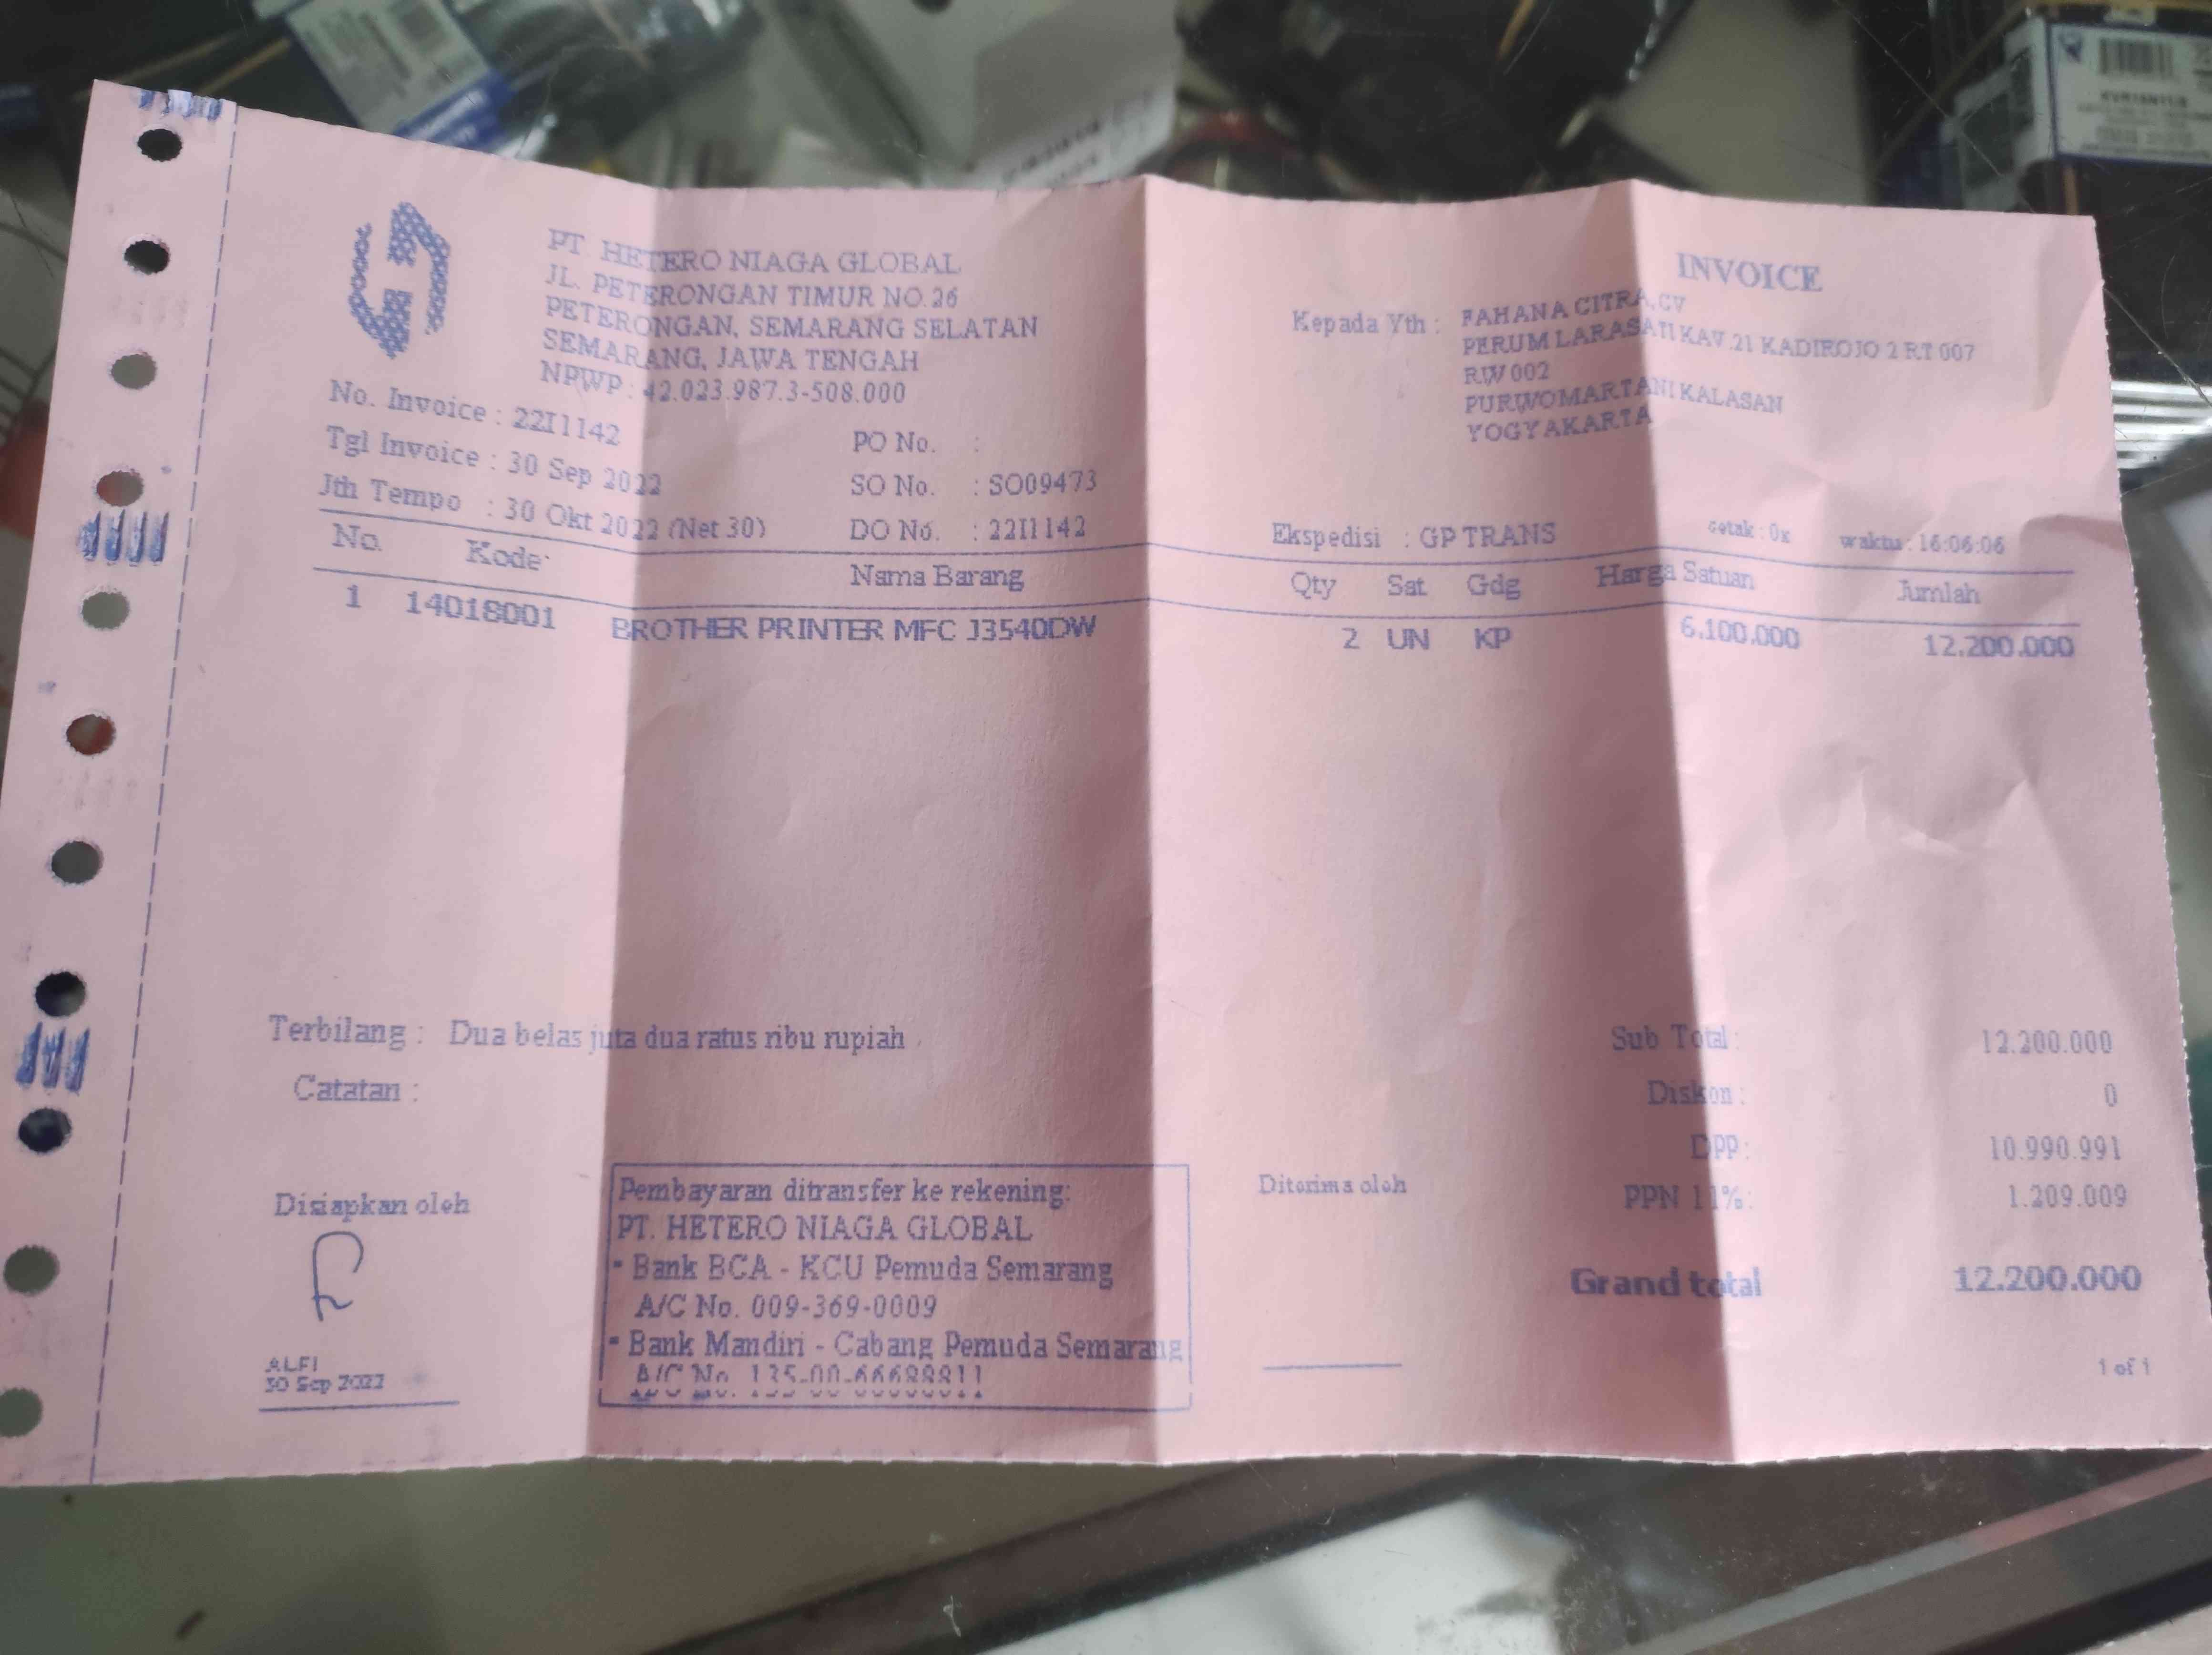 PT. HETERO NIAGA GLOBAL
JL. PETERONGAN TIMUR NO.26
PETERONGAN, SEMARANG SELATAN
SEMARANG, JAWA TENGAH
NPWP : 42.023.987.3-508.000
INVOICE
Kepada Yth : FAHANA CITRA,CV
PERUM LARASATI KAV.21 KADIROJO 2 RT 007
RW 002
PURWOMARTANI KALASAN
YOGYAKARTA
No. Invoice : 22I1142
Tgl Invoice : 30 Sep 2022
Jth Tempo : 30 Okt 2022 (Net 30)
PO No. :
SO No. : SO09473
DO No. : 22I1142
Ekspedisi : GP TRANS
cetak : 0x waktu : 16:06:06
No. Kode Nama Barang Qty Sat Gdg Harga Satuan Jumlah
1 14018001 BROTHER PRINTER MFC J3540DW 2 UN KP 6.100.000 12.200.000
Terbilang : Dua belas juta dua ratus ribu rupiah
Catatan :
Sub Total : 12.200.000
Diskon : 0
DPP : 10.990.991
PPN 11% : 1.209.009
Grand total 12.200.000
Disiapkan oleh
ALFI
30 Sep 2022
Pembayaran ditransfer ke rekening:
PT. HETERO NIAGA GLOBAL
- Bank BCA - KCU Pemuda Semarang
A/C No. 009-369-0009
- Bank Mandiri - Cabang Pemuda Semarang
A/C No. 135-00-
Diterima oleh
1 of 1